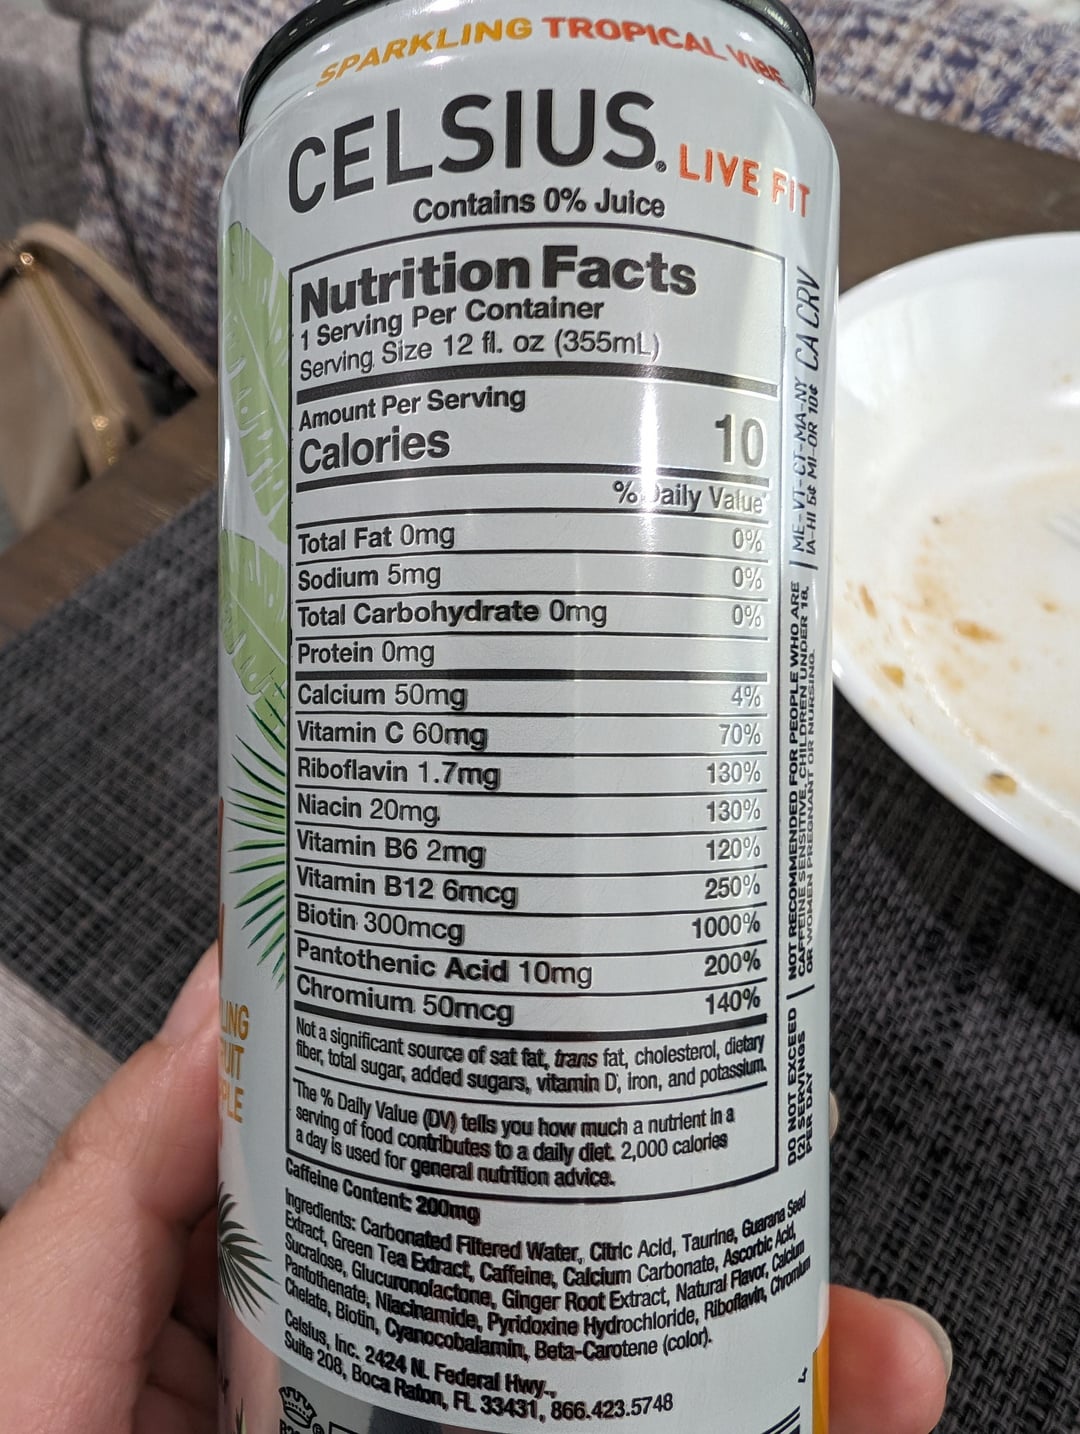 SPARKLING TROPICAL VIBE
CELSIUS® LIVE FIT
Contains 0% Juice
Nutrition Facts
1 Serving Per Container
Serving Size 12 fl. oz (355mL)
Amount Per Serving
Calories 10
% Daily Value*
Total Fat 0mg 0%
Sodium 5mg 0%
Total Carbohydrate 0mg 0%
Protein 0mg
Calcium 50mg 4%
Vitamin C 60mg 70%
Riboflavin 1.7mg 130%
Niacin 20mg 130%
Vitamin B6 2mg 120%
Vitamin B12 6mcg 250%
Biotin 300mcg 1000%
Pantothenic Acid 10mg 200%
Chromium 50mcg 140%
Not a significant source of sat fat, trans fat, cholesterol, dietary
fiber, total sugar, added sugars, vitamin D, iron, and potassium.
The % Daily Value (DV) tells you how much a nutrient in a
serving of food contributes to a daily diet. 2,000 calories
a day is used for general nutrition advice.
Caffeine Content: 200mg
Ingredients: Carbonated Filtered Water, Citric Acid, Taurine, Guarana Seed
Extract, Green Tea Extract, Caffeine, Calcium Carbonate, Ascorbic Acid,
Sucralose, Glucuronolactone, Ginger Root Extract, Natural Flavor, Calcium
Pantothenate, Niacinamide, Pyridoxine Hydrochloride, Riboflavin, Chromium
Chelate, Biotin, Cyanocobalamin, Beta-Carotene (color).
Celsius, Inc. 2424 N. Federal Hwy.,
Suite 208, Boca Raton, FL 33431, 866.423.5748
DO NOT EXCEED
(2) SERVINGS
PER DAY
NOT RECOMMENDED FOR PEOPLE WHO ARE
CAFFEINE SENSITIVE, CHILDREN UNDER 18,
OR WOMEN PREGNANT OR NURSING.
ME-VT-CT-MA-NY
IA-HI 5¢ MI-OR 10¢
CA CRV
LING
UIT
PLE